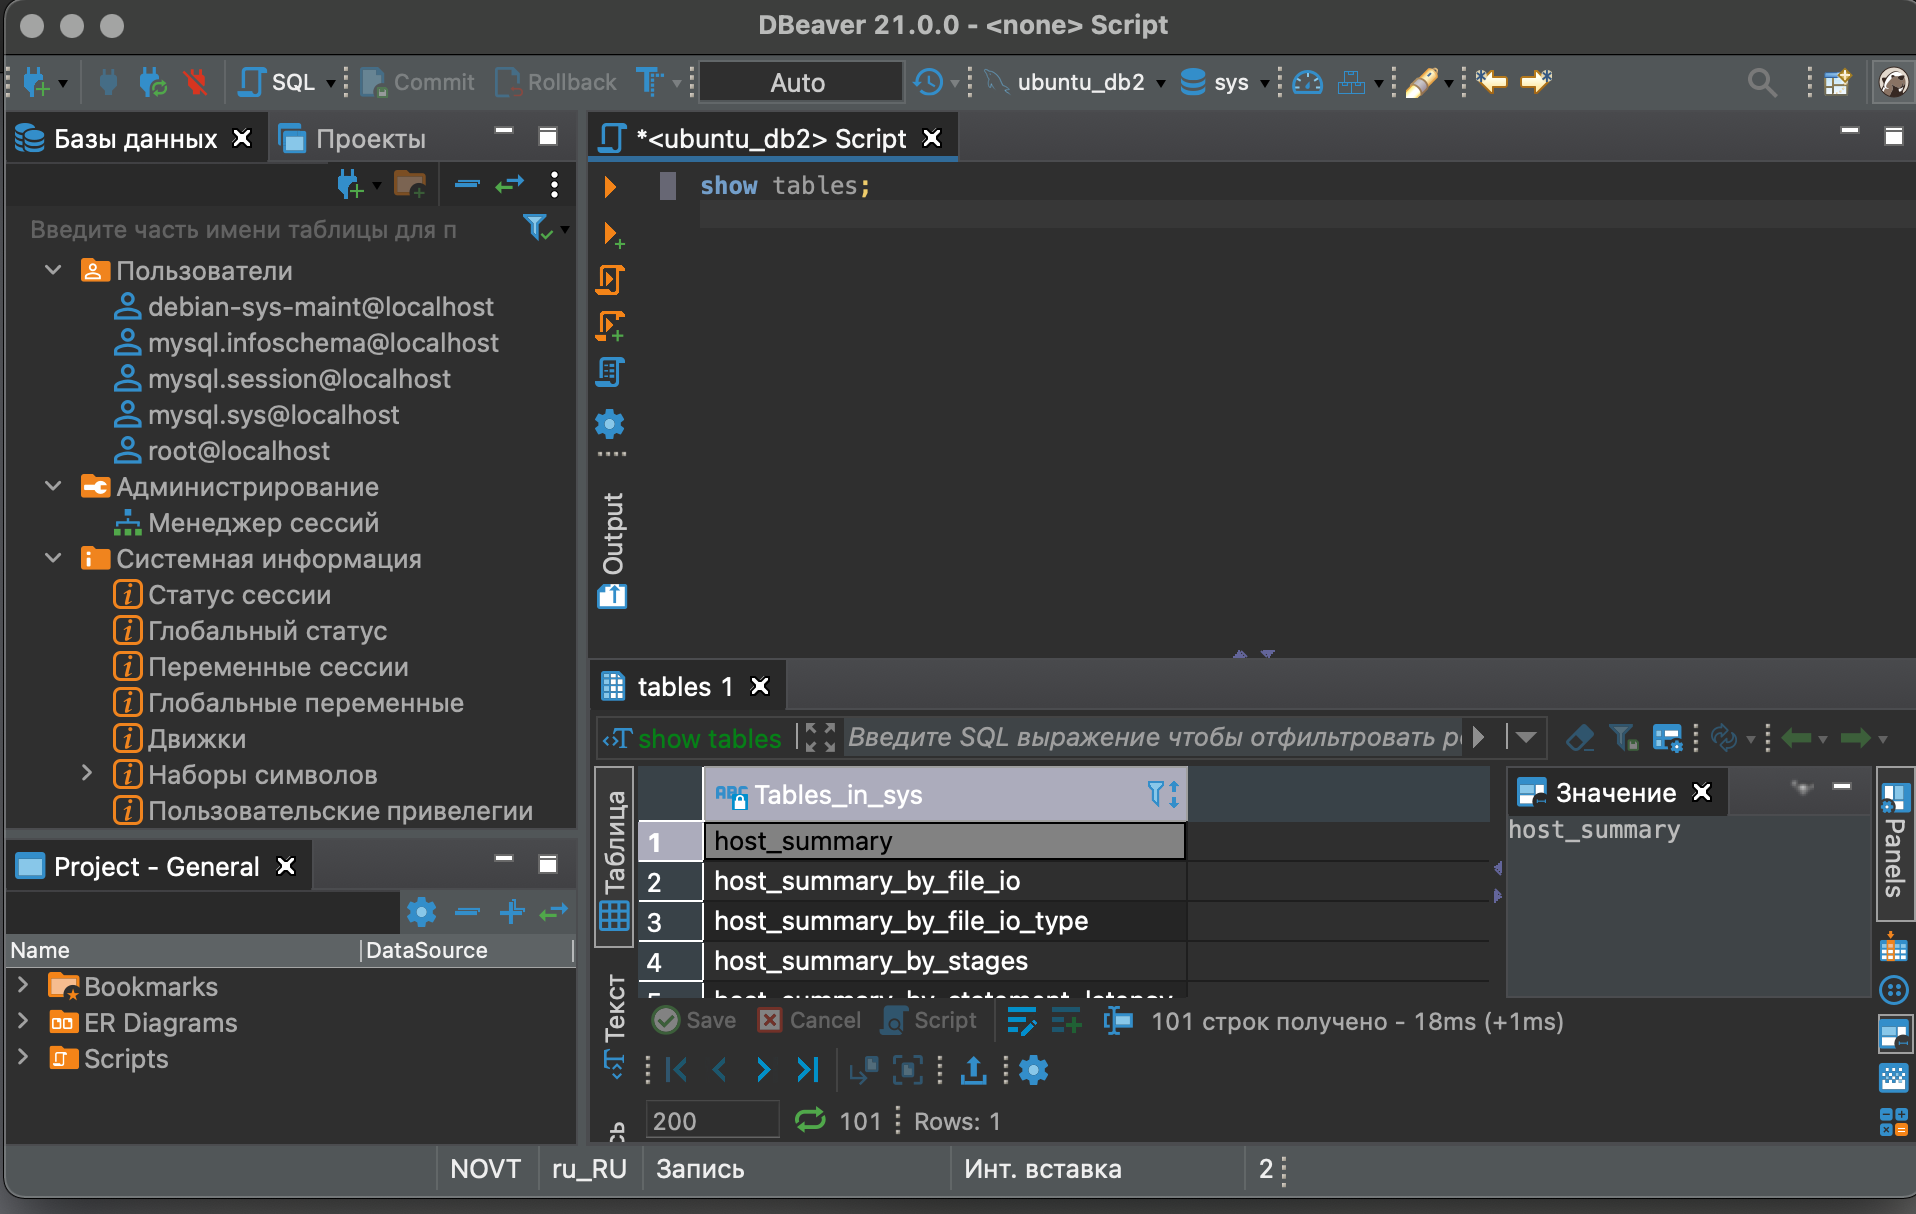 DBeaver 21.0.0 - <none> Script
SQL
Commit
Rollback
Auto
ubuntu_db2
sys
Базы данных
Проекты
Введите часть имени таблицы для п
Пользователи
debian-sys-maint@localhost
mysql.infoschema@localhost
mysql.session@localhost
mysql.sys@localhost
root@localhost
Администрирование
Менеджер сессий
Системная информация
Статус сессии
Глобальный статус
Переменные сессии
Глобальные переменные
Движки
Наборы символов
Пользовательские привелегии
Project - General
Name
DataSource
Bookmarks
ER Diagrams
Scripts
*<ubuntu_db2> Script
show tables;
Output
tables 1
show tables
Введите SQL выражение чтобы отфильтровать р
Таблица
Текст
Tables_in_sys
1 host_summary
2 host_summary_by_file_io
3 host_summary_by_file_io_type
4 host_summary_by_stages
5 host_summary_by_statement_latency
Значение
host_summary
Panels
Save
Cancel
Script
101 строк получено - 18ms (+1ms)
200
101
Rows: 1
NOVT
ru_RU
Запись
Инт. вставка
2